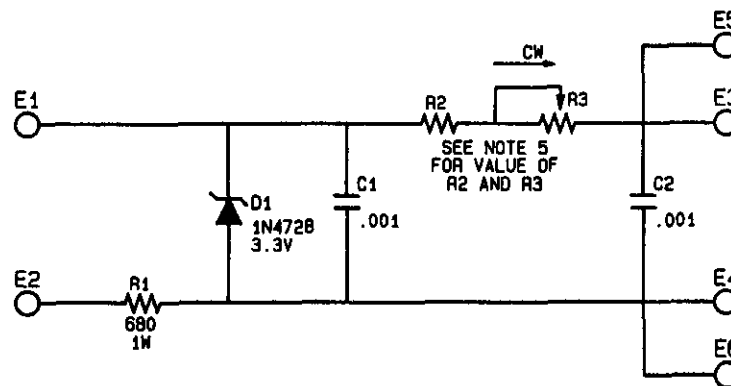 E5
CW
E1
R2
R3
E3
SEE NOTE 5
FOR VALUE OF
R2 AND R3
D1
1N4728
3.3V
C1
.001
C2
.001
E2
R1
680
1W
E4
E6